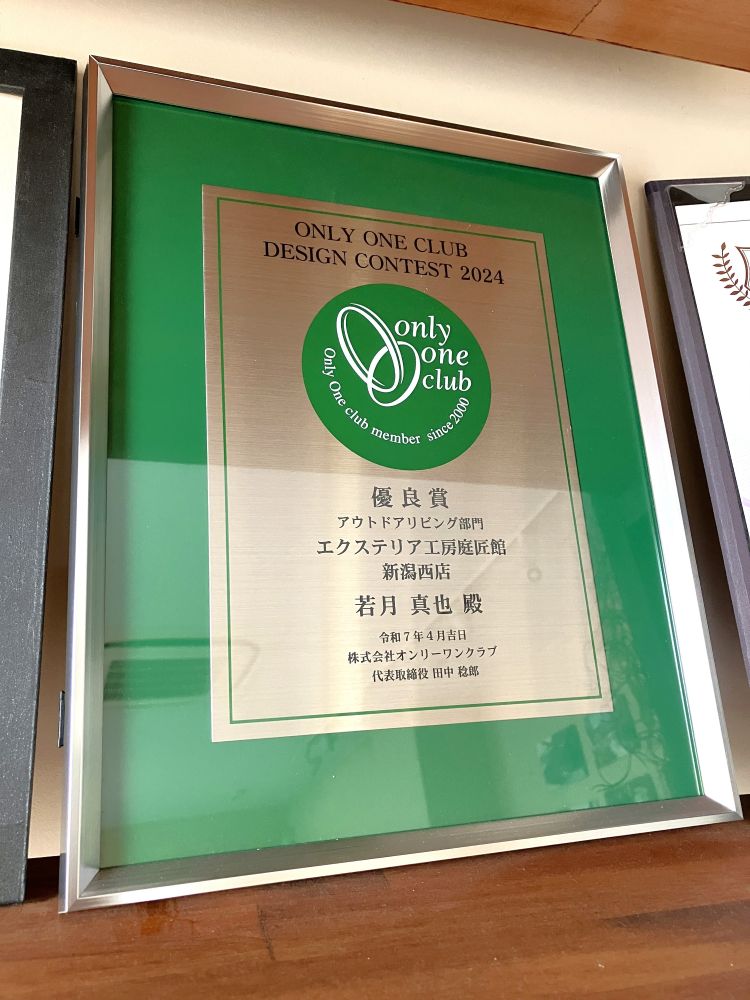 ONLY ONE CLUB
DESIGN CONTEST 2024
only
one
club
Only One club member since 2000
優良賞
アウトドアリビング部門
エクステリア工房庭匠館
新潟西店
若月 真也 殿
令和7年4月吉日
株式会社オンリーワンクラブ
代表取締役 田中 稔郎